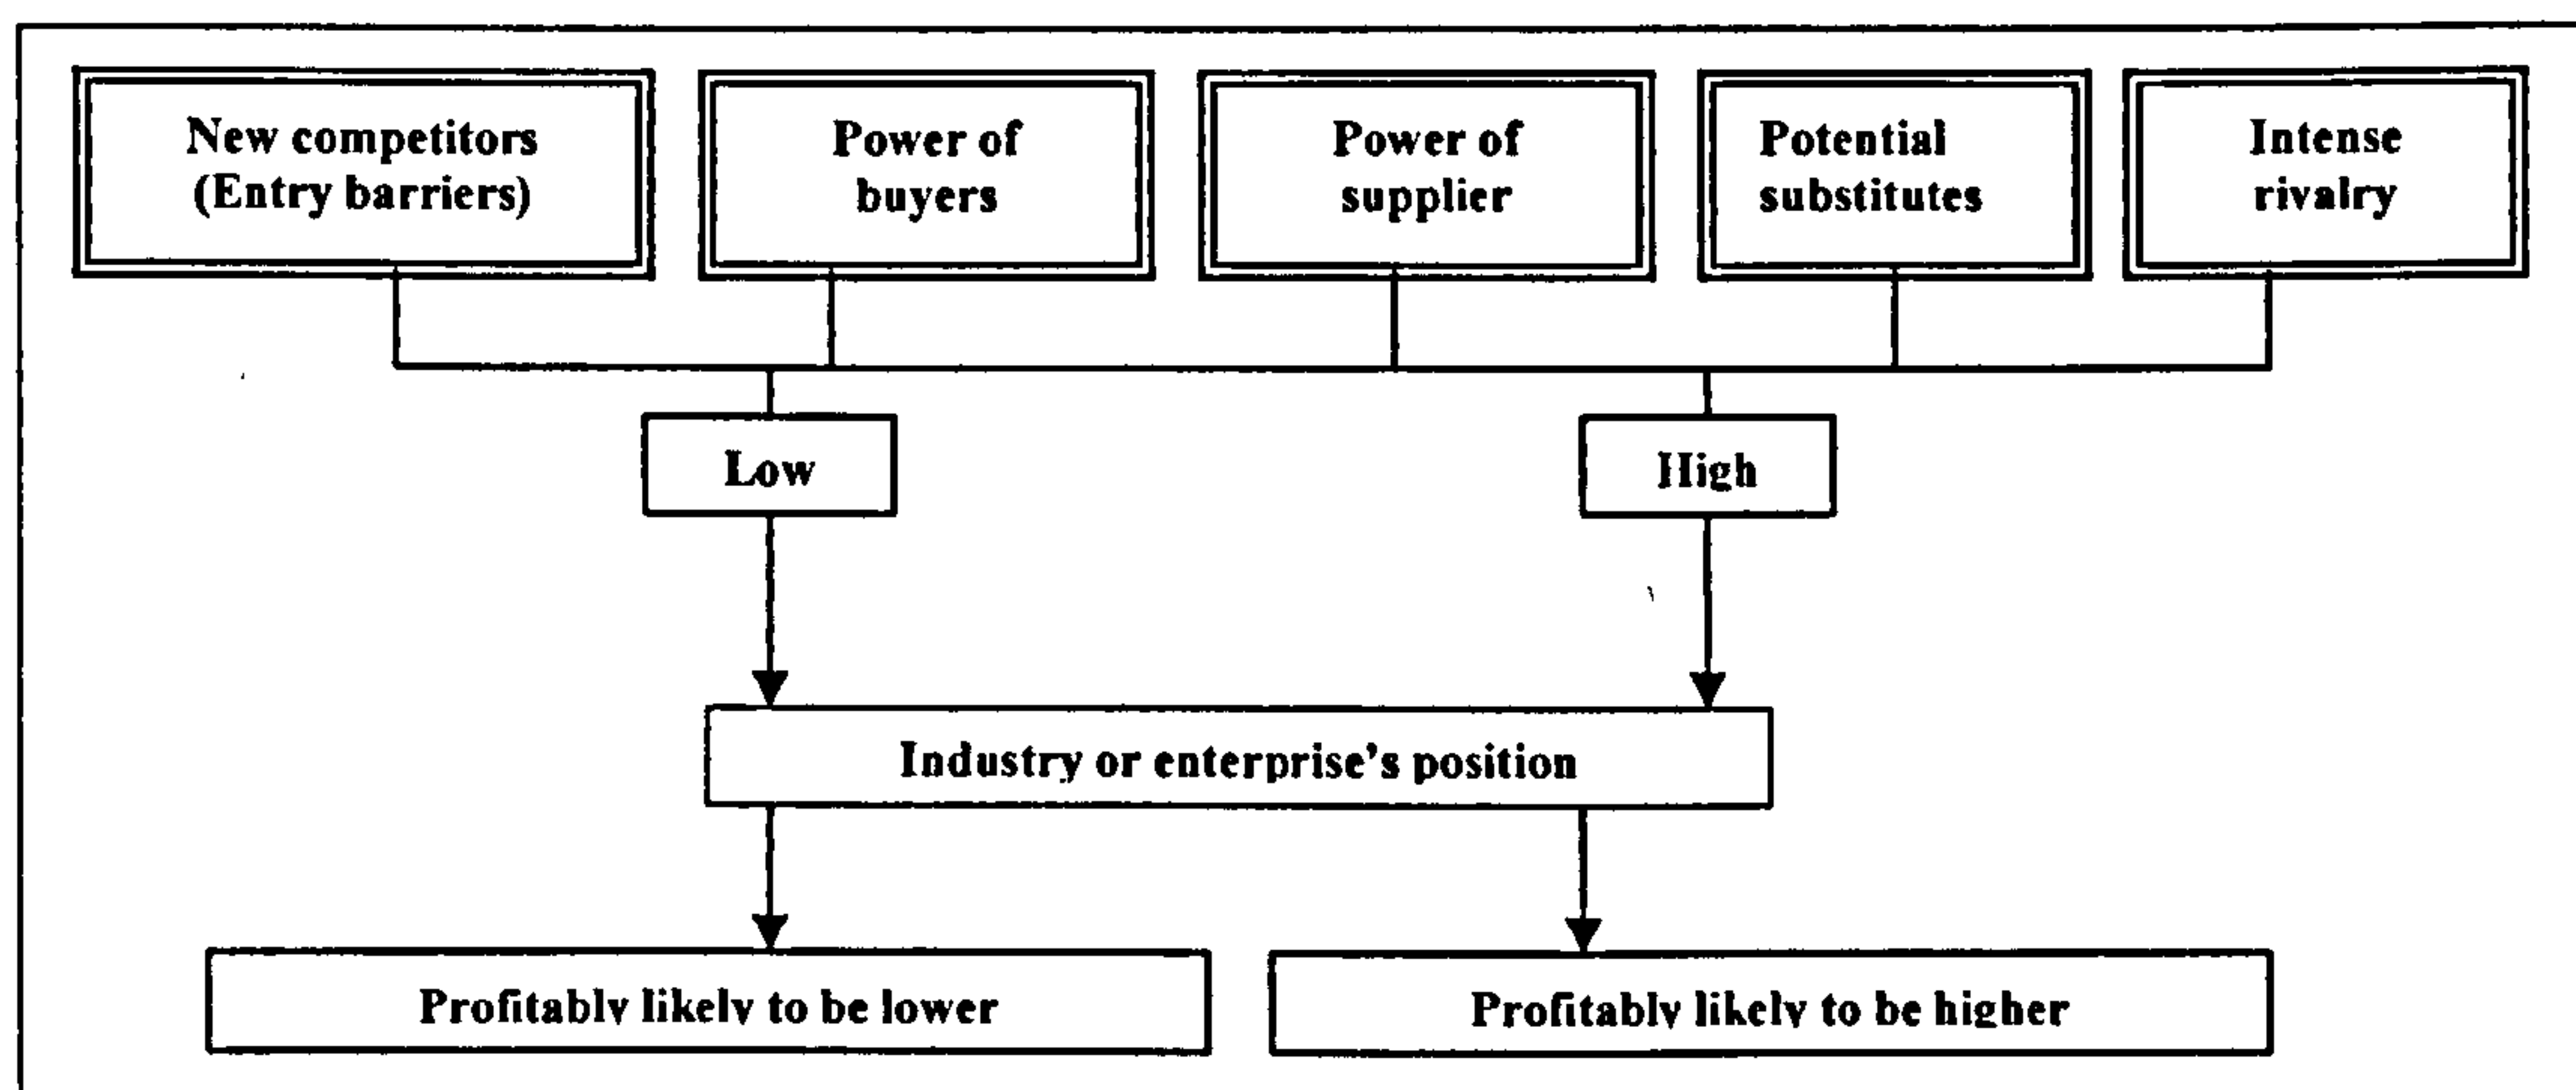 New competitors
(Entry barriers)
Power of
buyers
Power of
supplier
Potential
substitutes
Intense
rivalry
Low
High
Industry or enterprise's position
Profitably likely to be lower
Profitably likely to be higher